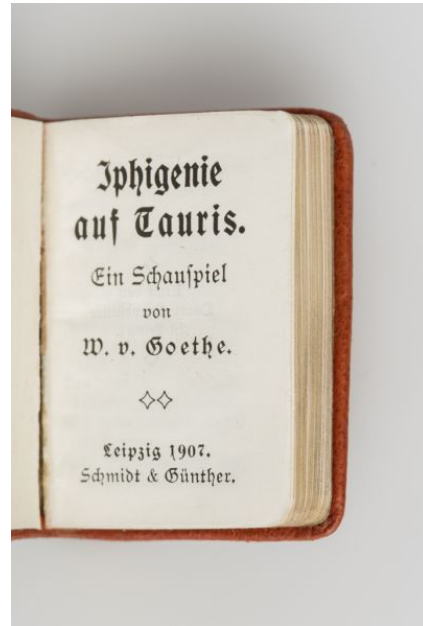 Iphigenie
auf Tauris.
Ein Schauſpiel
von
W. v. Goethe.
Leipzig 1907.
Schmidt & Günther.